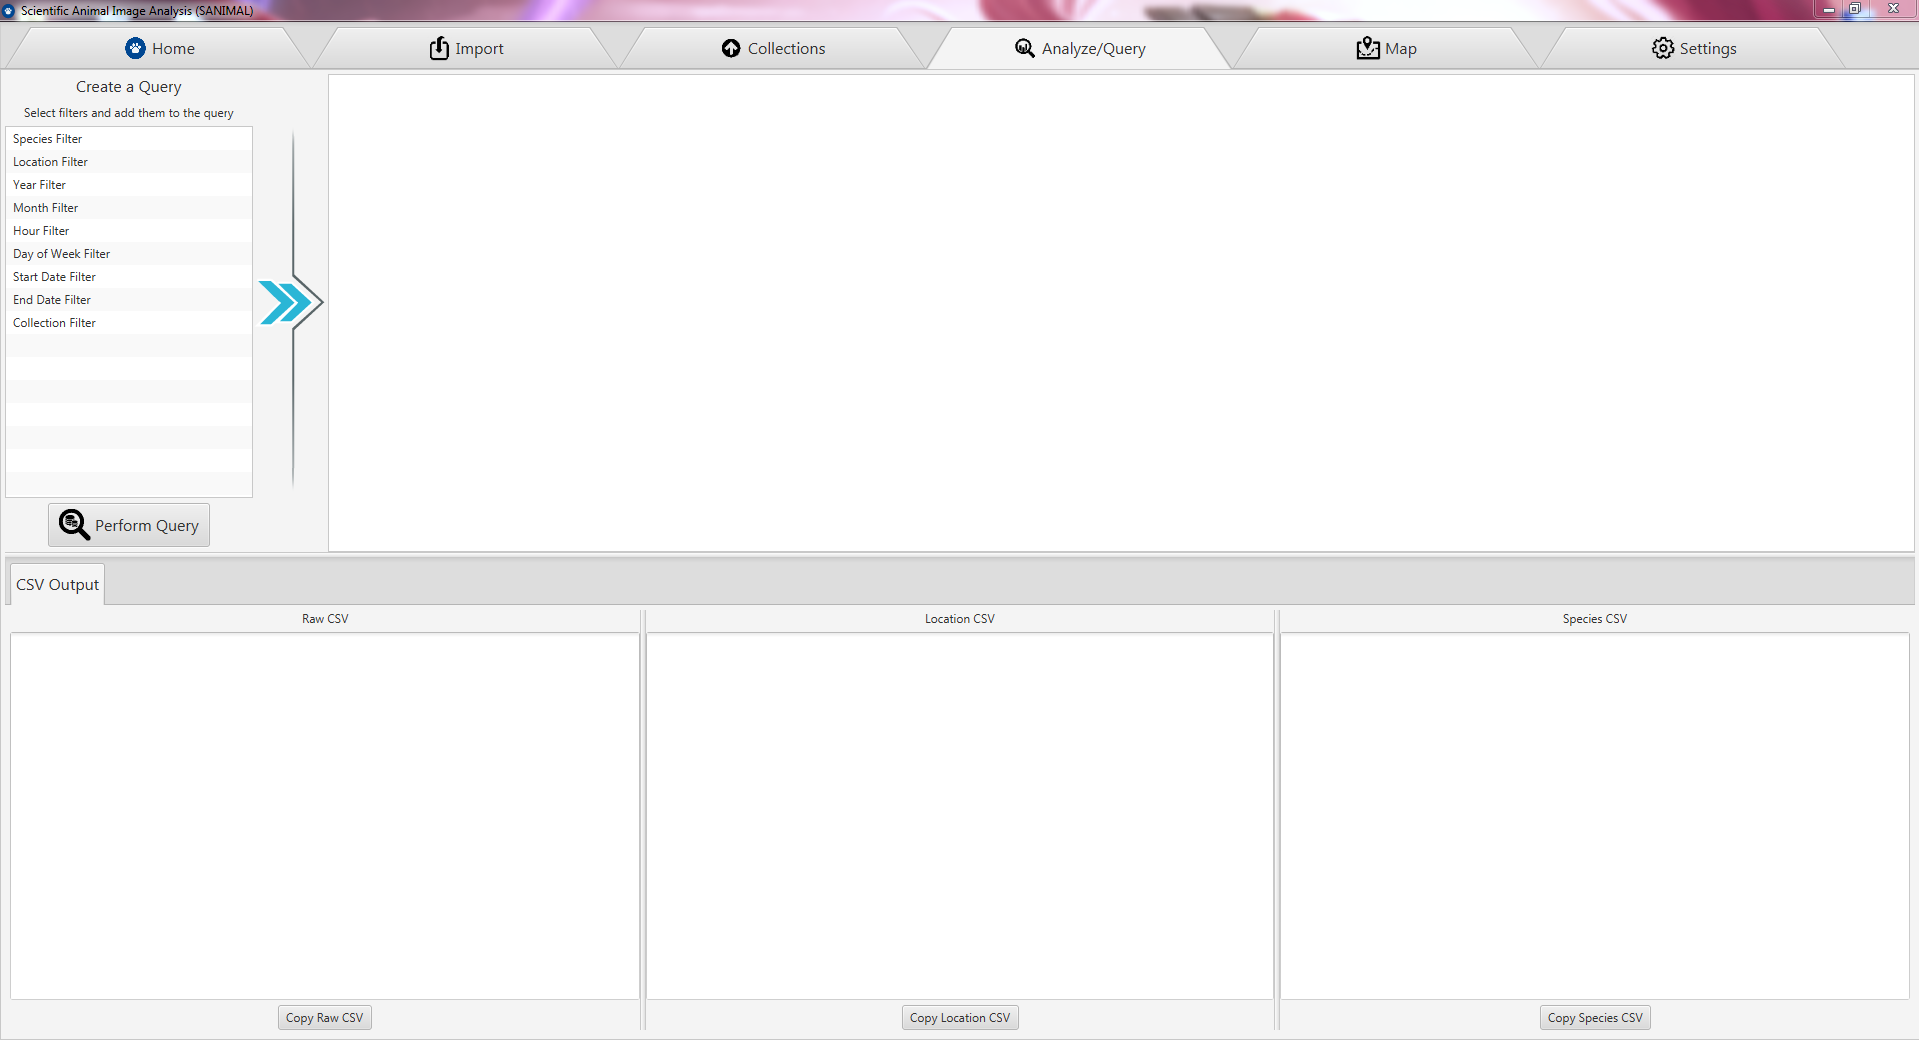 Scientific Animal Image Analysis (SANIMAL)
Home
Import
Collections
Analyze/Query
Map
Settings
Create a Query
Select filters and add them to the query
Species Filter
Location Filter
Year Filter
Month Filter
Hour Filter
Day of Week Filter
Start Date Filter
End Date Filter
Collection Filter
Perform Query
CSV Output
Raw CSV
Location CSV
Species CSV
Copy Raw CSV
Copy Location CSV
Copy Species CSV